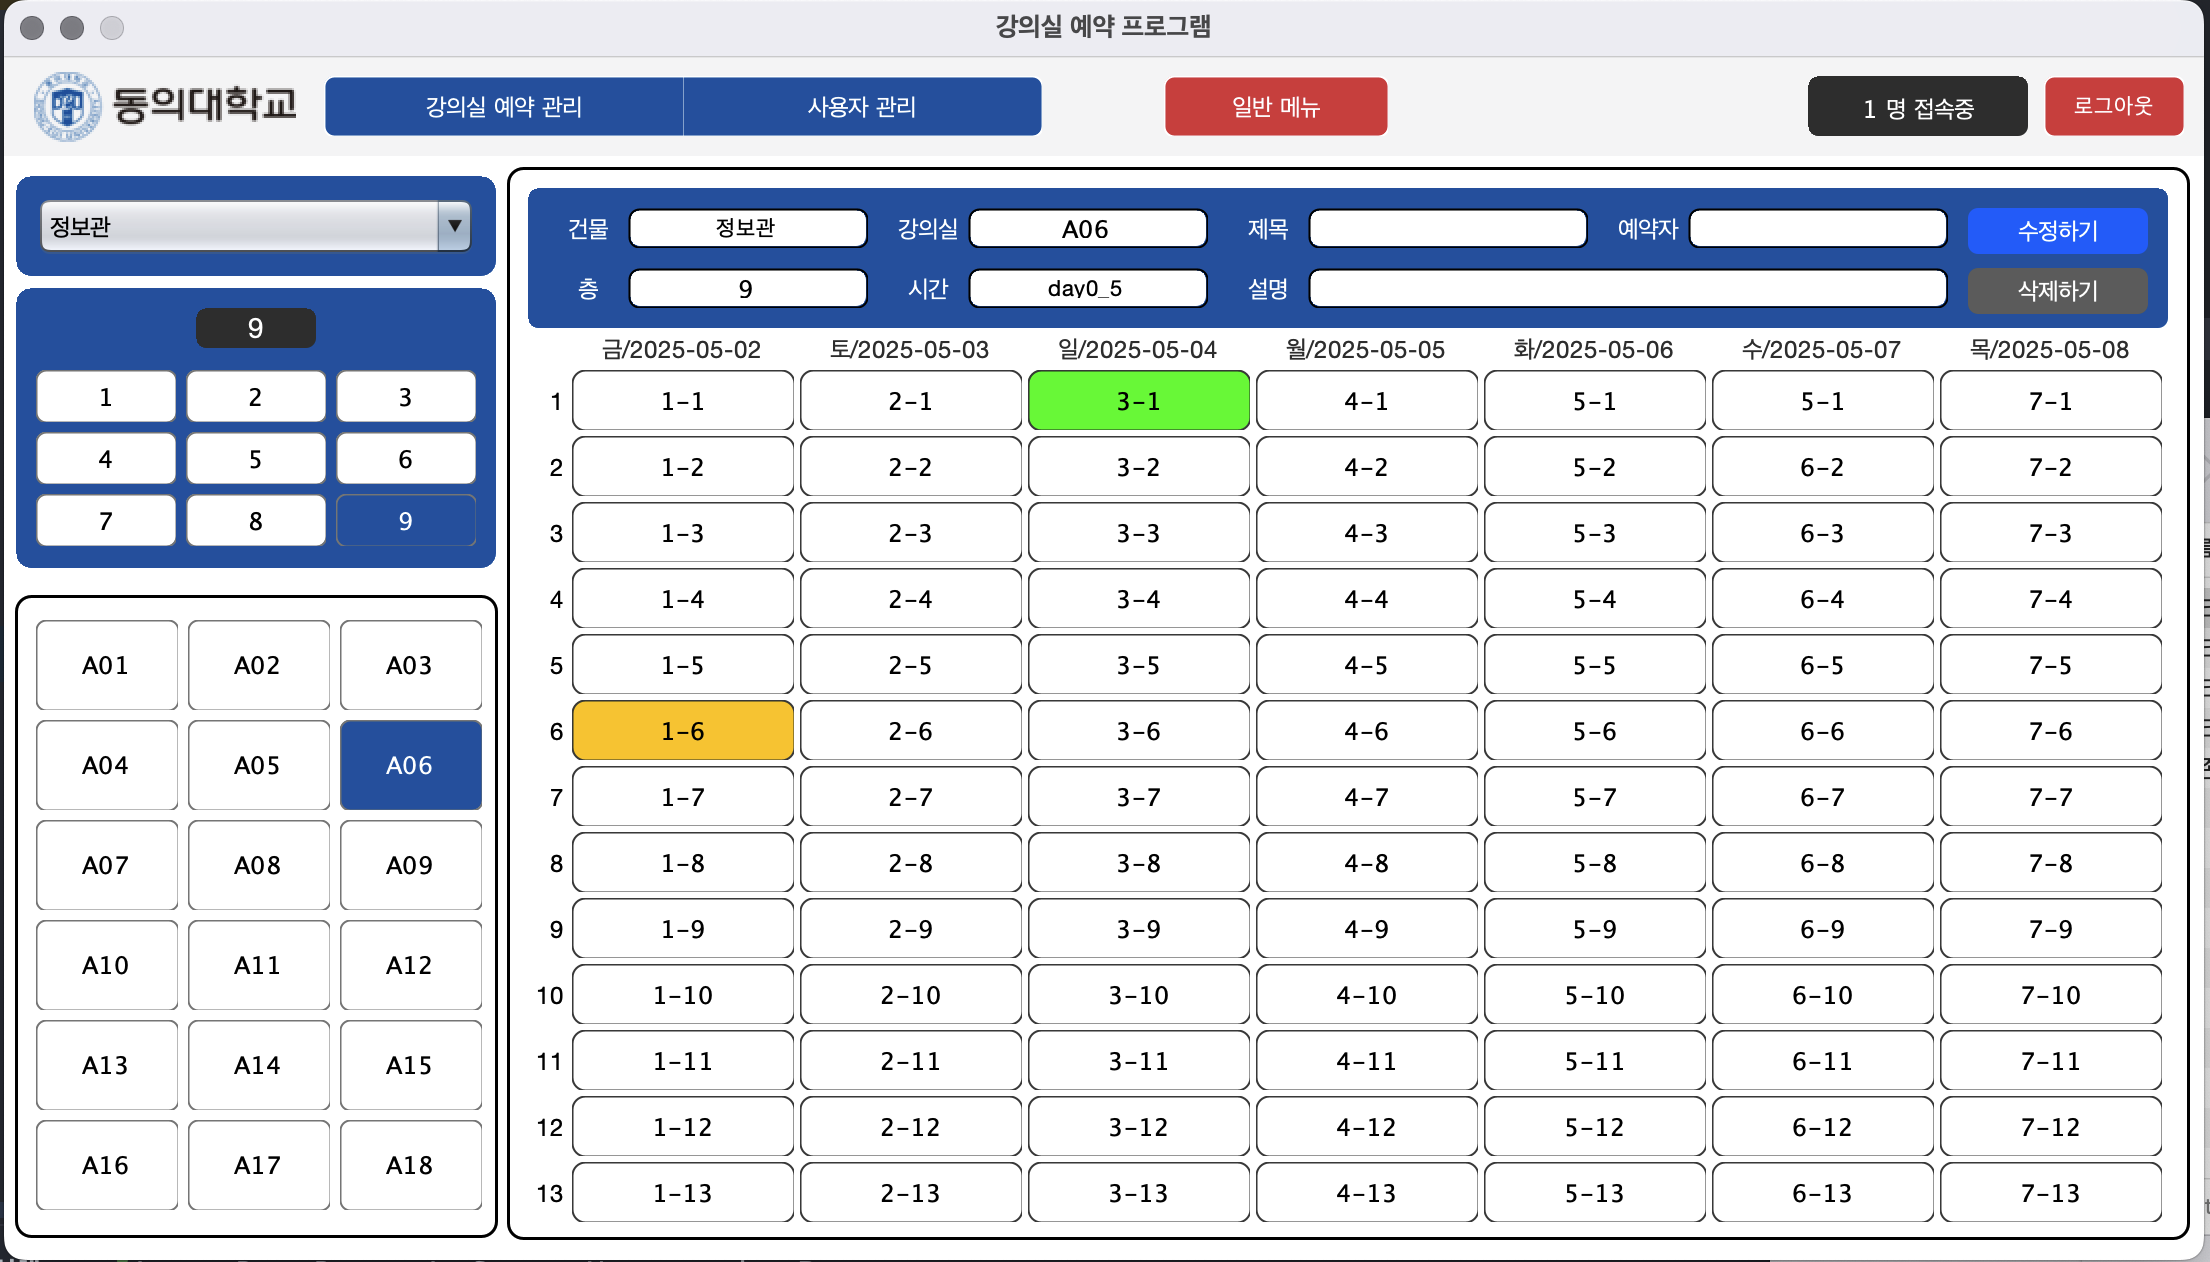 강의실 예약 프로그램
동의대학교 강의실 예약 관리 사용자 관리 일반 메뉴 1 명 접속중 로그아웃
정보관
9
1 2 3
4 5 6
7 8 9
A01 A02 A03
A04 A05 A06
A07 A08 A09
A10 A11 A12
A13 A14 A15
A16 A17 A18
건물 정보관 강의실 A06 제목 예약자 수정하기
층 9 시간 day0_5 설명 삭제하기
금/2025-05-02 토/2025-05-03 일/2025-05-04 월/2025-05-05 화/2025-05-06 수/2025-05-07 목/2025-05-08
1 1-1 2-1 3-1 4-1 5-1 5-1 7-1
2 1-2 2-2 3-2 4-2 5-2 6-2 7-2
3 1-3 2-3 3-3 4-3 5-3 6-3 7-3
4 1-4 2-4 3-4 4-4 5-4 6-4 7-4
5 1-5 2-5 3-5 4-5 5-5 6-5 7-5
6 1-6 2-6 3-6 4-6 5-6 6-6 7-6
7 1-7 2-7 3-7 4-7 5-7 6-7 7-7
8 1-8 2-8 3-8 4-8 5-8 6-8 7-8
9 1-9 2-9 3-9 4-9 5-9 6-9 7-9
10 1-10 2-10 3-10 4-10 5-10 6-10 7-10
11 1-11 2-11 3-11 4-11 5-11 6-11 7-11
12 1-12 2-12 3-12 4-12 5-12 6-12 7-12
13 1-13 2-13 3-13 4-13 5-13 6-13 7-13